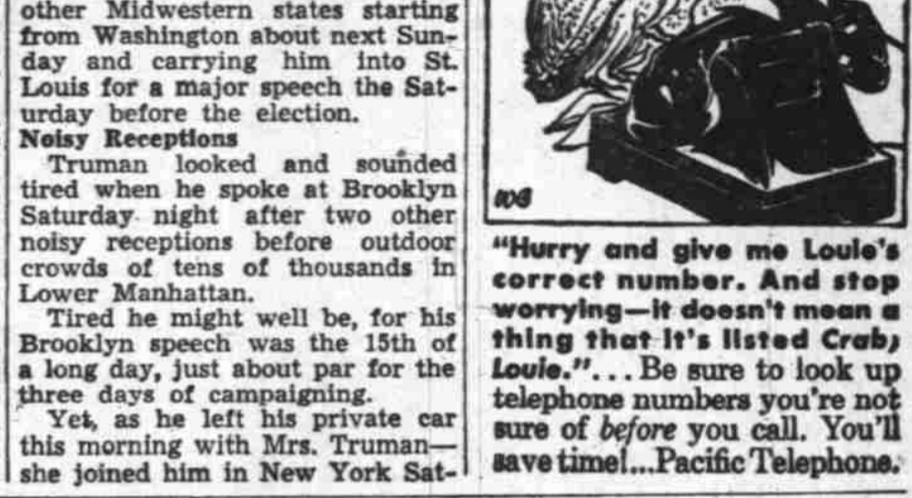 other Midwestern states starting
from Washington about next Sun-
day and carrying him into St.
Louis for a major speech the Sat-
urday before the election.
Noisy Receptions
Truman looked and sounded
tired when he spoke at Brooklyn
Saturday night after two other
noisy receptions before outdoor
crowds of tens of thousands in
Lower Manhattan.
Tired he might well be, for his
Brooklyn speech was the 15th of
a long day, just about par for the
three days of campaigning.
Yet, as he left his private car
this morning with Mrs. Truman—
she joined him in New York Sat-
"Hurry and give me Louie's
correct number. And stop
worrying—it doesn't mean a
thing that it's listed Crab,
Louie."... Be sure to look up
telephone numbers you're not
sure of before you call. You'll
save time!...Pacific Telephone.